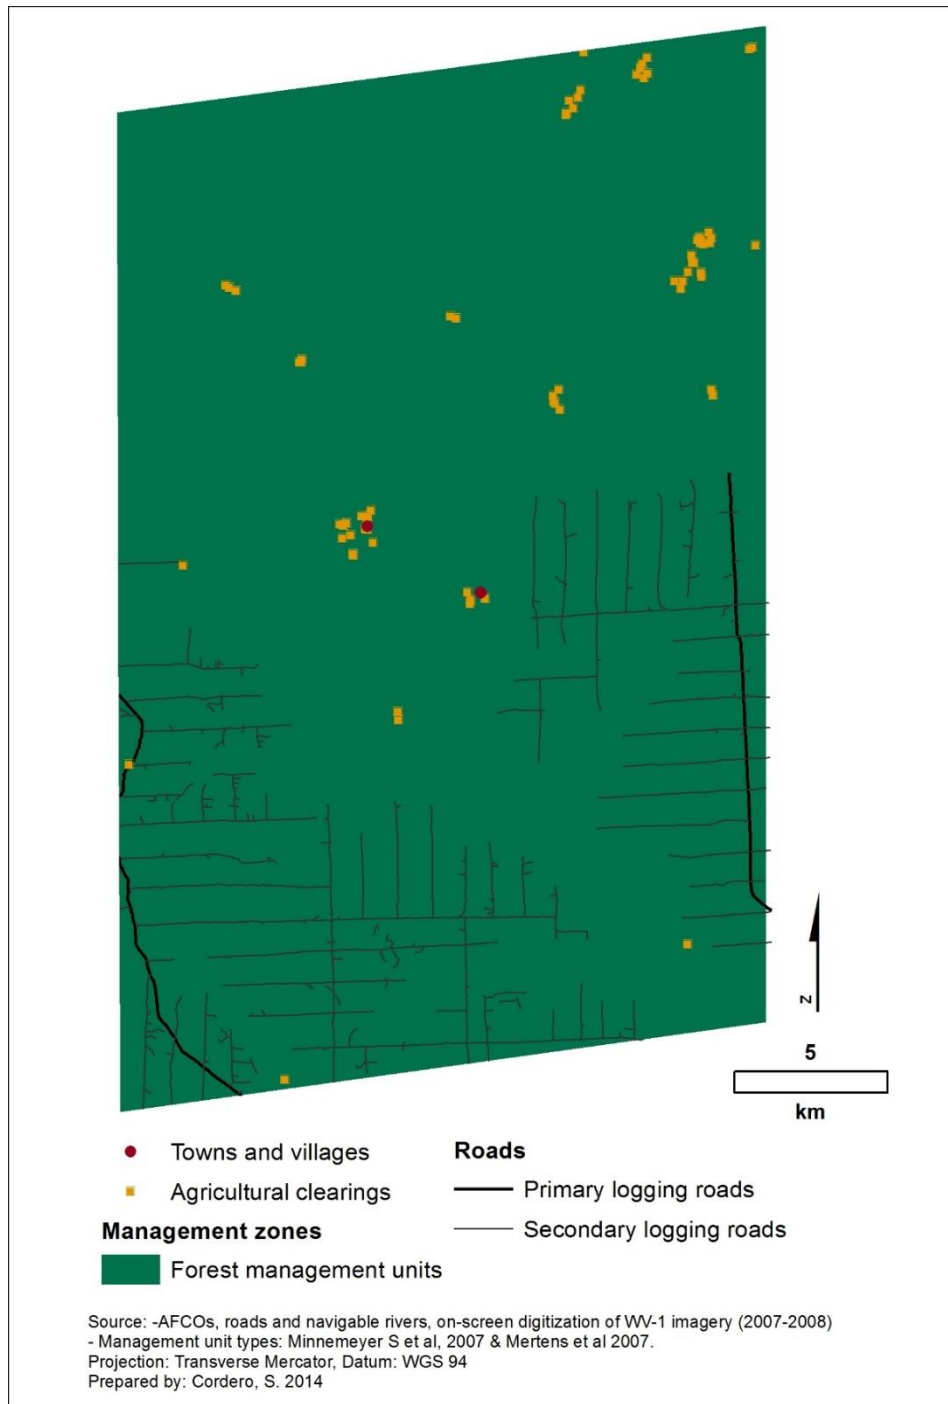 N
5
km
Towns and villages
Agricultural clearings
Management zones
Forest management units
Roads
Primary logging roads
Secondary logging roads
Source: -AFCOs, roads and navigable rivers, on-screen digitization of WV-1 imagery (2007-2008)
- Management unit types: Minnemeyer S et al, 2007 & Mertens et al 2007.
Projection: Transverse Mercator, Datum: WGS 94
Prepared by: Cordero, S. 2014